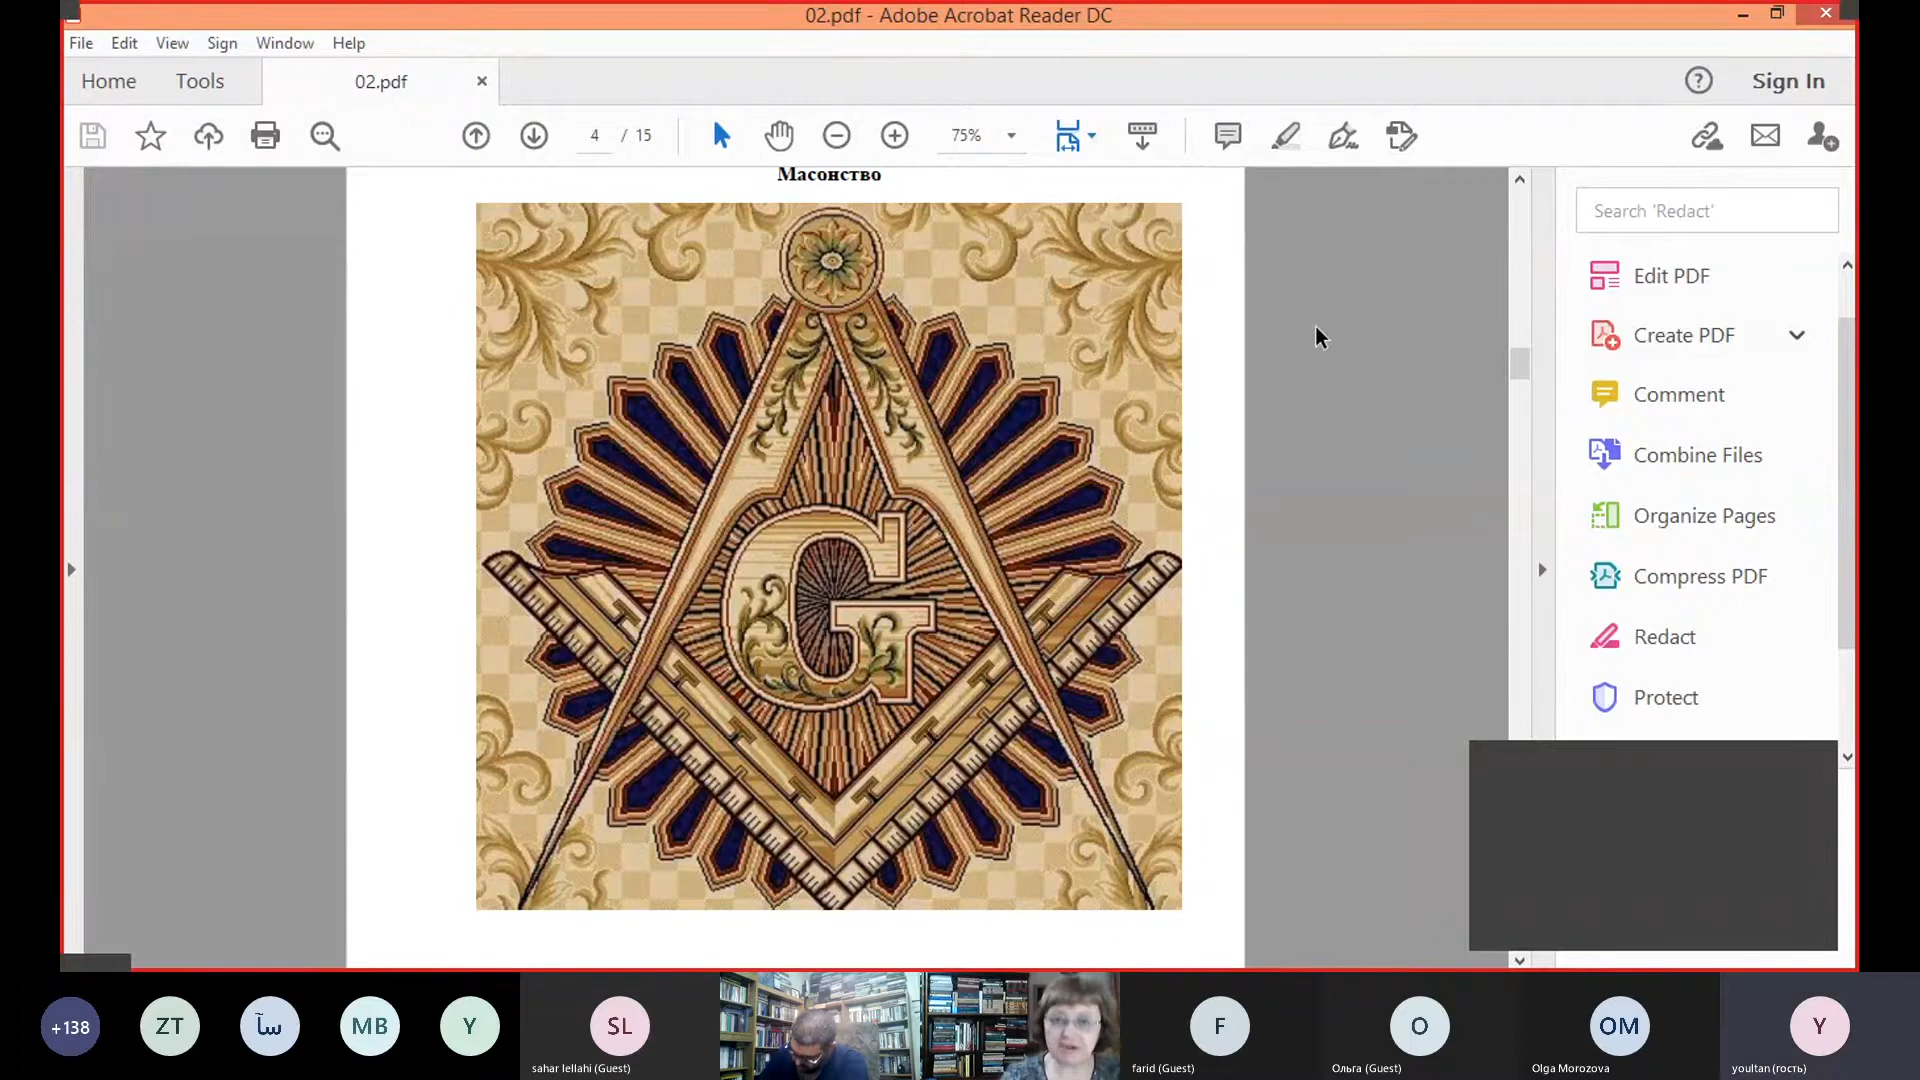 02.pdf - Adobe Acrobat Reader DC
File Edit View Sign Window Help
Home Tools 02.pdf Sign In
4 / 15 75%
Масонство
G
Search 'Redact'
Edit PDF
Create PDF
Comment
Combine Files
Organize Pages
Compress PDF
Redact
Protect
+138 ZT سآ MB Y SL F O OM Y
sahar lellahi (Guest) farid (Guest) Ольга (Guest) Olga Morozova youltan (гость)